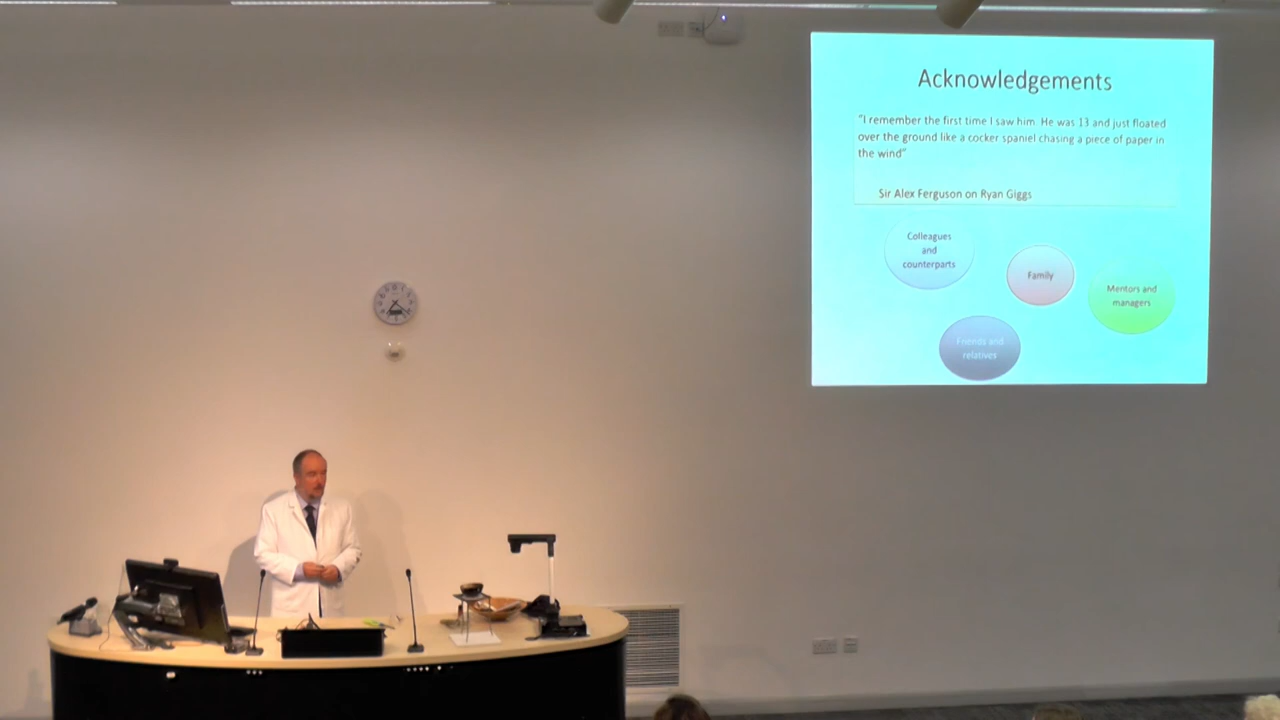 Acknowledgements
"I remember the first time I saw him. He was 13 and just floated
over the ground like a cocker spaniel chasing a piece of paper in
the wind"
Sir Alex Ferguson on Ryan Giggs
Colleagues
and
counterparts
Family
Mentors and
managers
Friends and
relatives